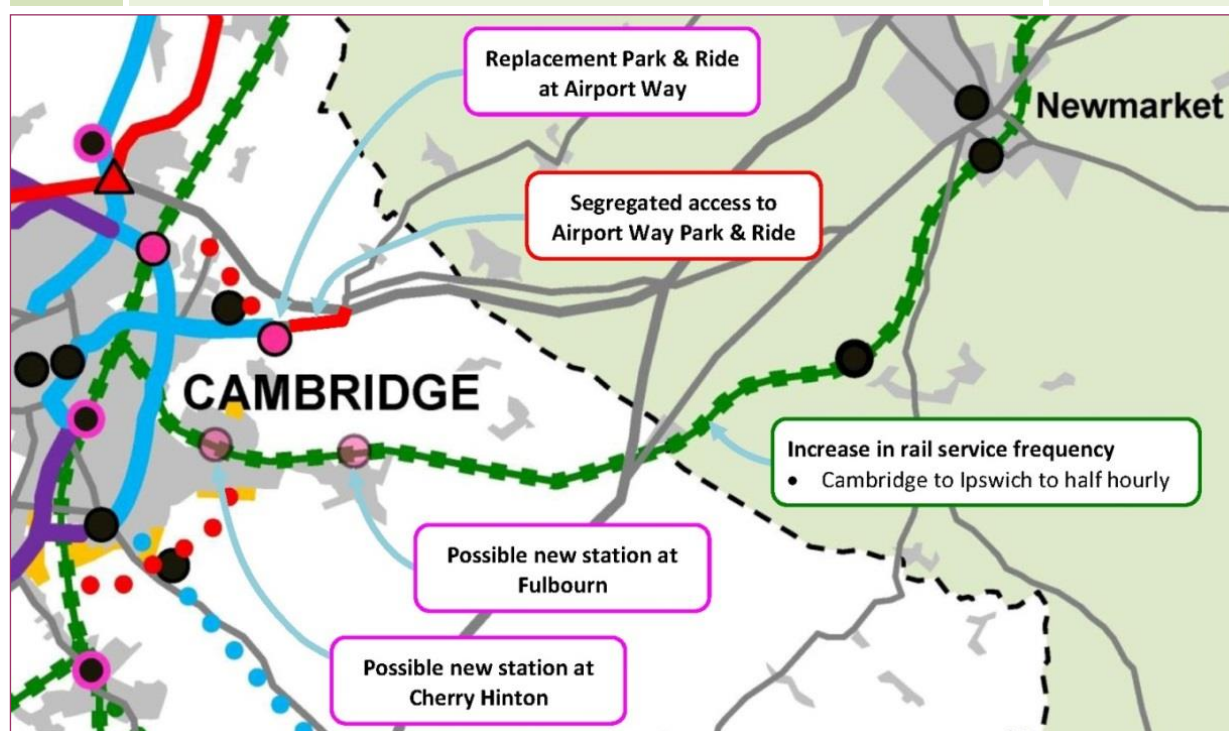 Replacement Park & Ride
at Airport Way
Newmarket
Segregated access to
Airport Way Park & Ride
CAMBRIDGE
Increase in rail service frequency
• Cambridge to Ipswich to half hourly
Possible new station at
Fulbourn
Possible new station at
Cherry Hinton